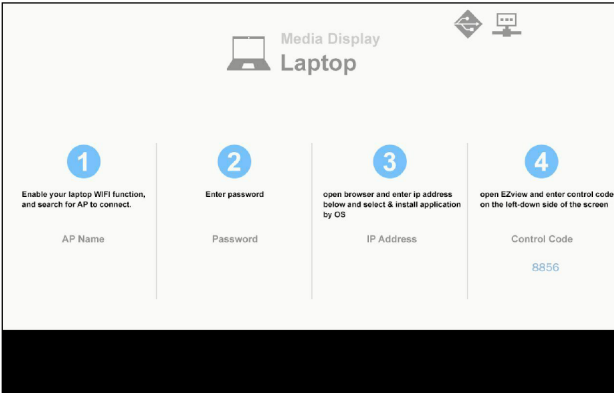 Media Display
Laptop
1
2
3
4
Enable your laptop WIFI function,
and search for AP to connect.
Enter password
open browser and enter ip address
below and select & install application
by OS
open EZview and enter control code
on the left-down side of the screen
AP Name
Password
IP Address
Control Code
8856